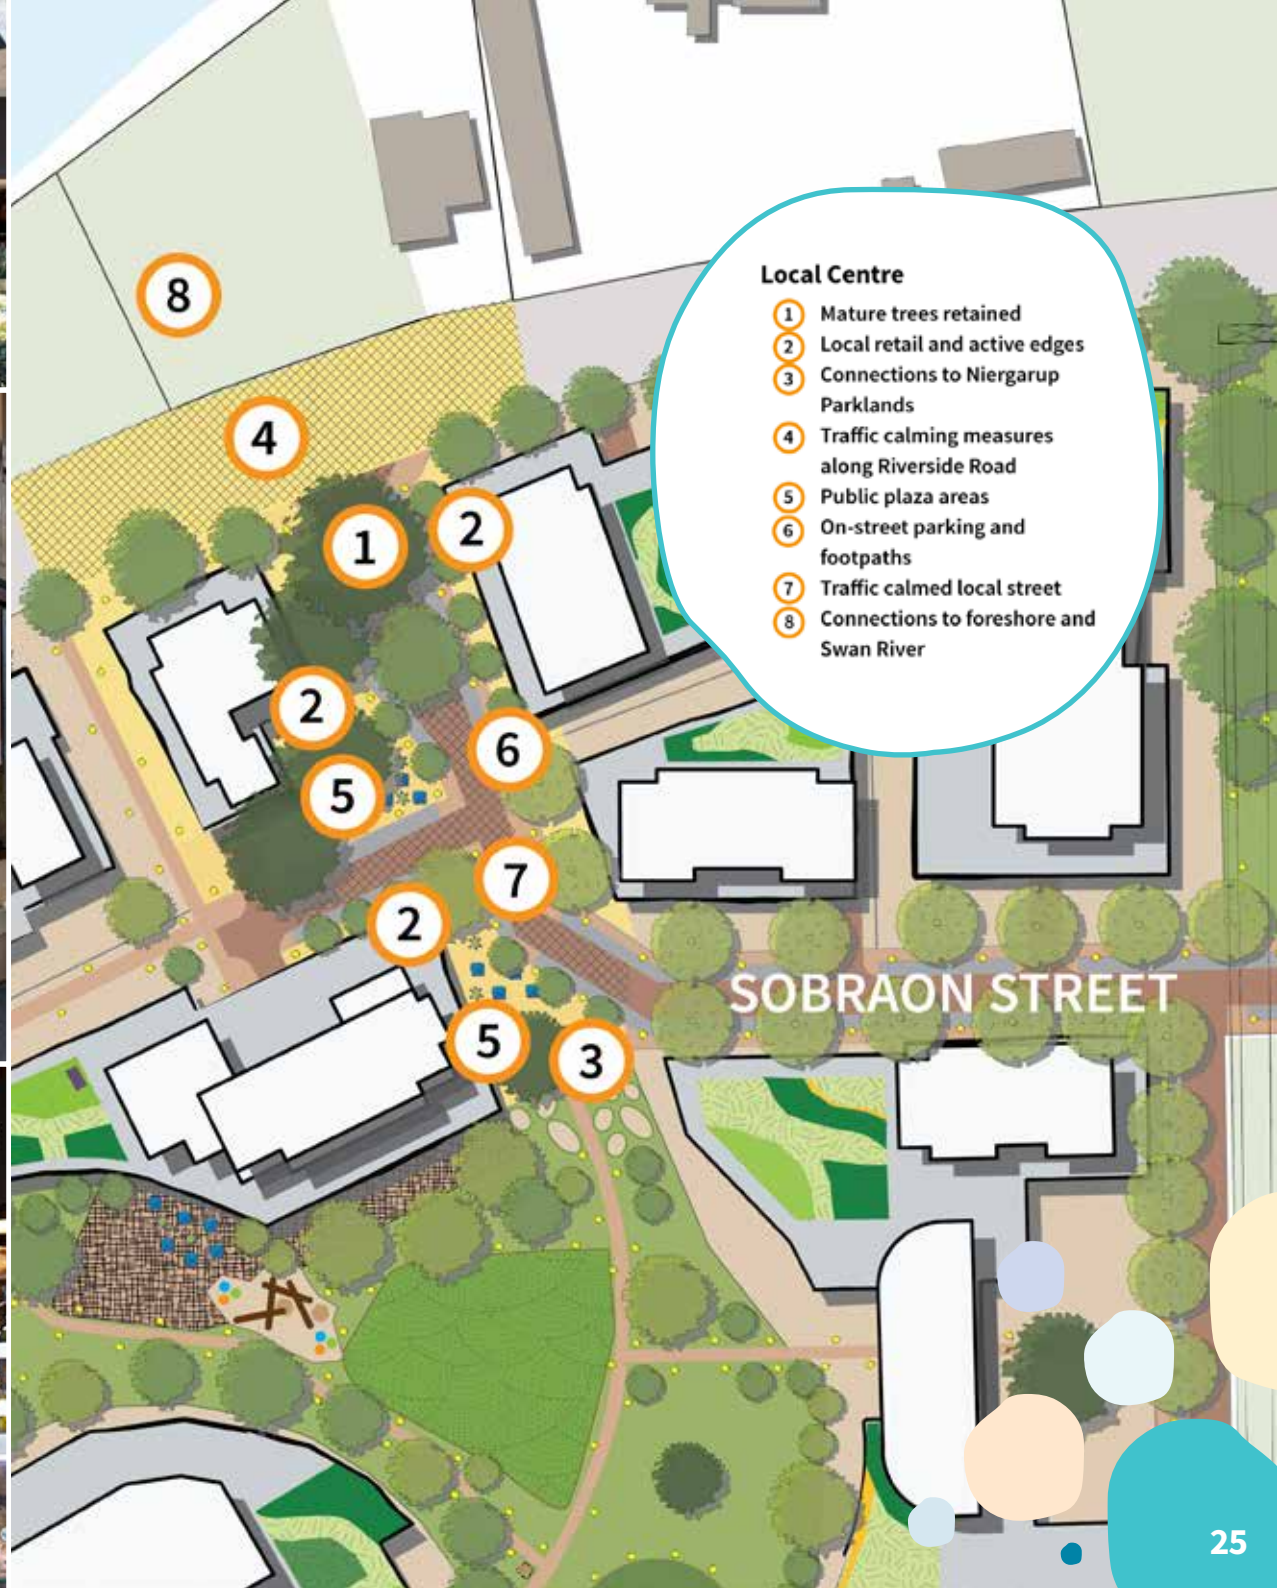 Local Centre
1 Mature trees retained
2 Local retail and active edges
3 Connections to Niergarup
Parklands
4 Traffic calming measures
along Riverside Road
5 Public plaza areas
6 On-street parking and
footpaths
7 Traffic calmed local street
8 Connections to foreshore and
Swan River
8
4
1
2
2
6
5
7
2
SOBRAON STREET
5
3
25